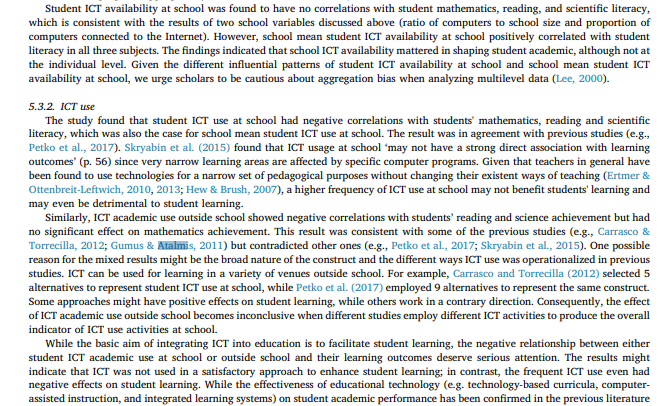 Student ICT availability at school was found to have no correlations with student mathematics, reading, and scientific literacy,
which is consistent with the results of two school variables discussed above (ratio of computers to school size and proportion of
computers connected to the Internet). However, school mean student ICT availability at school positively correlated with student
literacy in all three subjects. The findings indicated that school ICT availability mattered in shaping student academic, although not at
the individual level. Given the different influential patterns of student ICT availability at school and school mean student ICT
availability at school, we urge scholars to be cautious about aggregation bias when analyzing multilevel data (Lee, 2000).
5.3.2. ICT use
The study found that student ICT use at school had negative correlations with students' mathematics, reading and scientific
literacy, which was also the case for school mean student ICT use at school. The result was in agreement with previous studies (e.g.,
Petko et al., 2017). Skryabin et al. (2015) found that ICT usage at school 'may not have a strong direct association with learning
outcomes' (p. 56) since very narrow learning areas are affected by specific computer programs. Given that teachers in general have
been found to use technologies for a narrow set of pedagogical purposes without changing their existent ways of teaching (Ertmer &
Ottenbreit-Leftwich, 2010, 2013; Hew & Brush, 2007), a higher frequency of ICT use at school may not benefit students' learning and
may even be detrimental to student learning.
Similarly, ICT academic use outside school showed negative correlations with students' reading and science achievement but had
no significant effect on mathematics achievement. This result was consistent with some of the previous studies (e.g., Carrasco &
Torrecilla, 2012; Gumus & Atalmis, 2011) but contradicted other ones (e.g., Petko et al., 2017; Skryabin et al., 2015). One possible
reason for the mixed results might be the broad nature of the construct and the different ways ICT use was operationalized in previous
studies. ICT can be used for learning in a variety of venues outside school. For example, Carrasco and Torrecilla (2012) selected 5
alternatives to represent student ICT use at school, while Petko et al. (2017) employed 9 alternatives to represent the same construct.
Some approaches might have positive effects on student learning, while others work in a contrary direction. Consequently, the effect
of ICT academic use outside school becomes inconclusive when different studies employ different ICT activities to produce the overall
indicator of ICT use activities at school.
While the basic aim of integrating ICT into education is to facilitate student learning, the negative relationship between either
student ICT academic use at school or outside school and their learning outcomes deserve serious attention. The results might
indicate that ICT was not used in a satisfactory approach to enhance student learning; in contrast, the frequent ICT use even had
negative effects on student learning. While the effectiveness of educational technology (e.g. technology-based curricula, computer-
assisted instruction, and integrated learning systems) on student academic performance has been confirmed in the previous literature